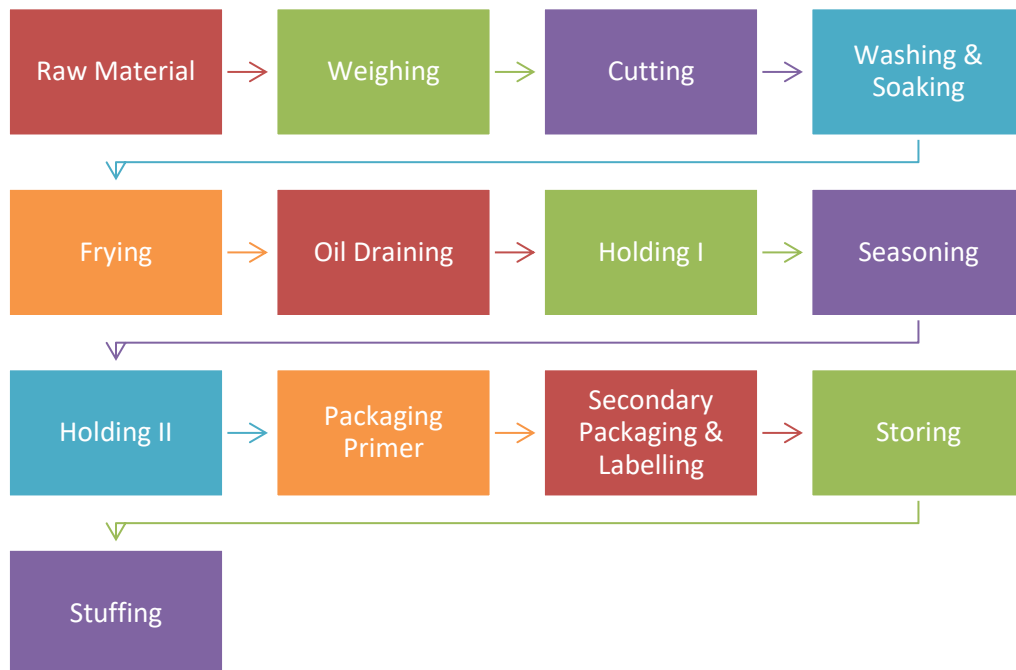 Raw Material
Weighing
Cutting
Washing &
Soaking
Frying
Oil Draining
Holding I
Seasoning
Holding II
Packaging
Primer
Secondary
Packaging &
Labelling
Storing
Stuffing